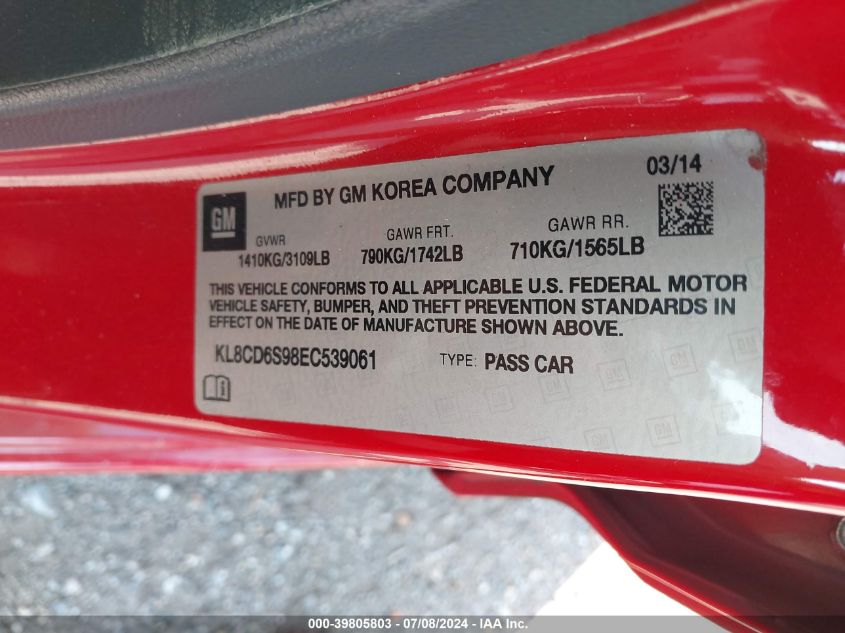 MFD BY GM KOREA COMPANY 03/14
GM
GVWR GAWR FRT. GAWR RR.
1410KG/3109LB 790KG/1742LB 710KG/1565LB
THIS VEHICLE CONFORMS TO ALL APPLICABLE U.S. FEDERAL MOTOR
VEHICLE SAFETY, BUMPER, AND THEFT PREVENTION STANDARDS IN
EFFECT ON THE DATE OF MANUFACTURE SHOWN ABOVE.
KL8CD6S98EC539061 TYPE: PASS CAR
000-39805803 - 07/08/2024 - IAA Inc.